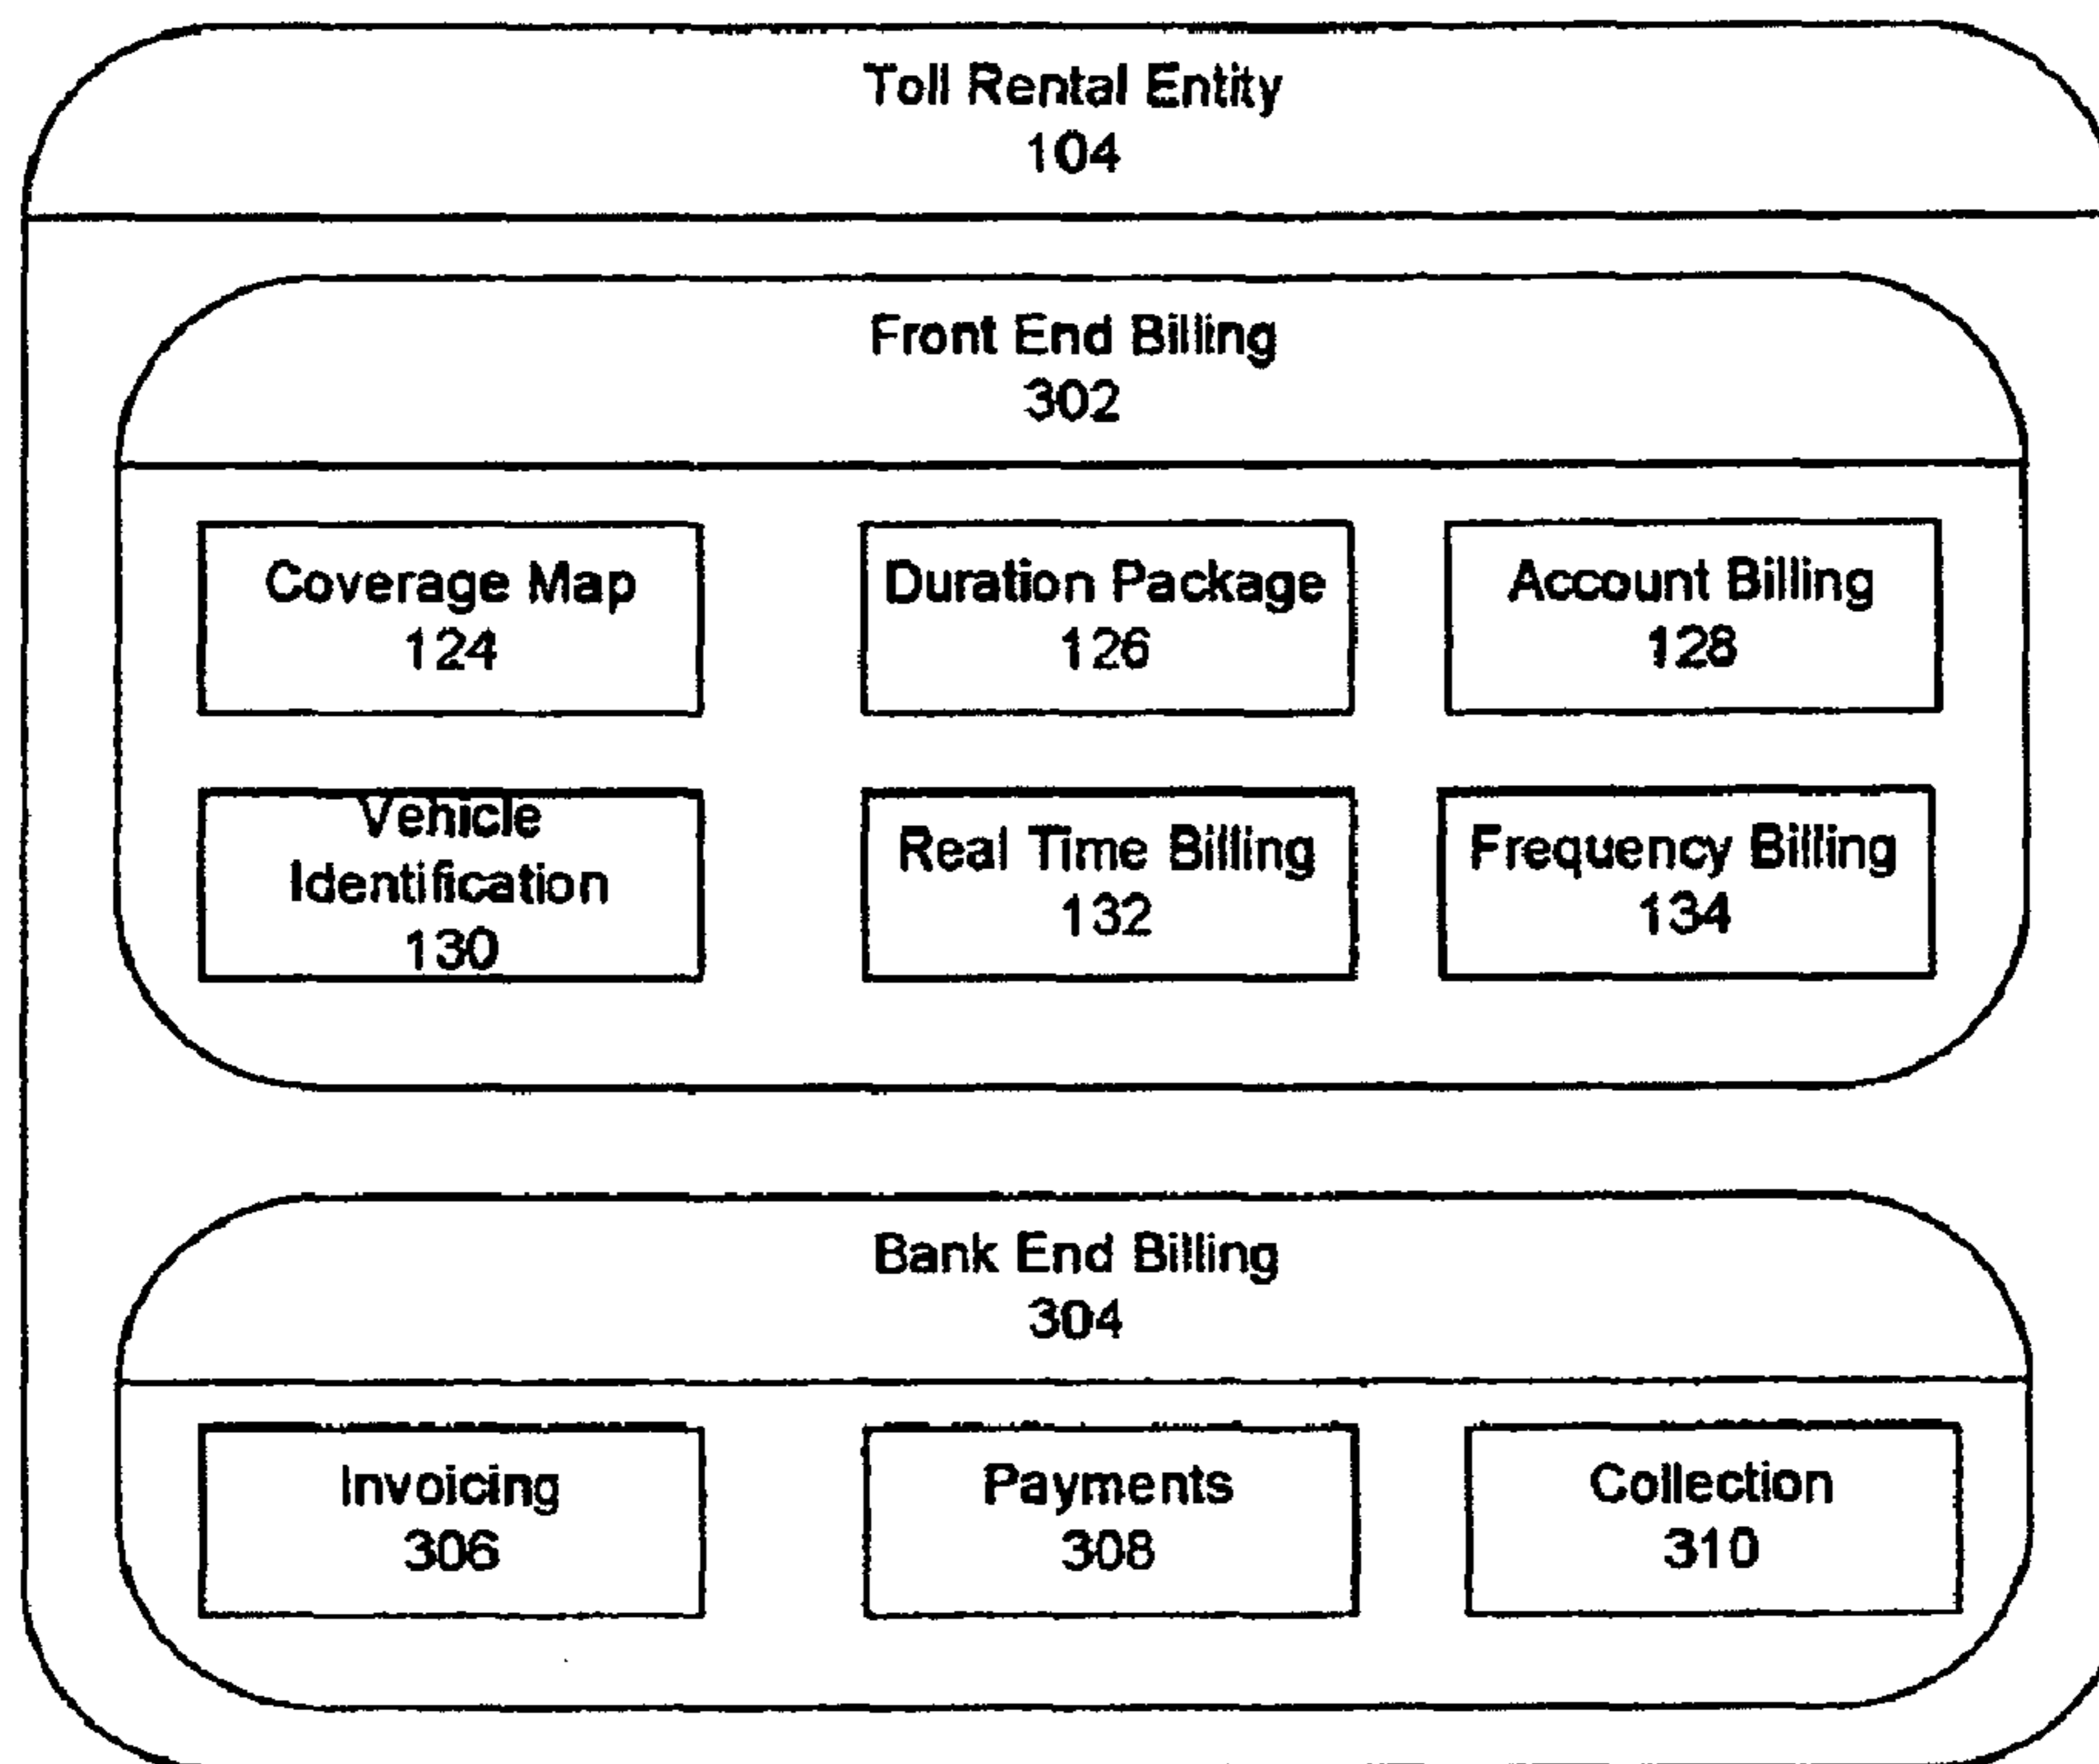 Toll Rental Entity
104
Front End Billing
302
Coverage Map
124
Duration Package
126
Account Billing
128
Vehicle
Identification
130
Real Time Billing
132
Frequency Billing
134
Bank End Billing
304
Invoicing
306
Payments
308
Collection
310